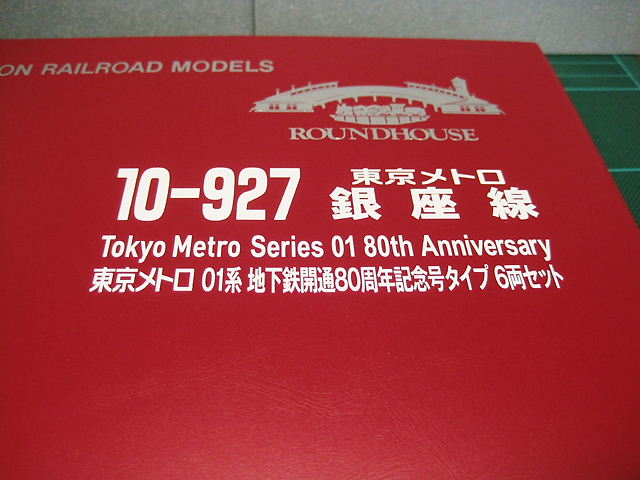 ON RAILROAD MODELS
ROUNDHOUSE
10-927 東京メトロ
銀座線
Tokyo Metro Series 01 80th Anniversary
東京メトロ 01系 地下鉄開通80周年記念号タイプ 6両セット